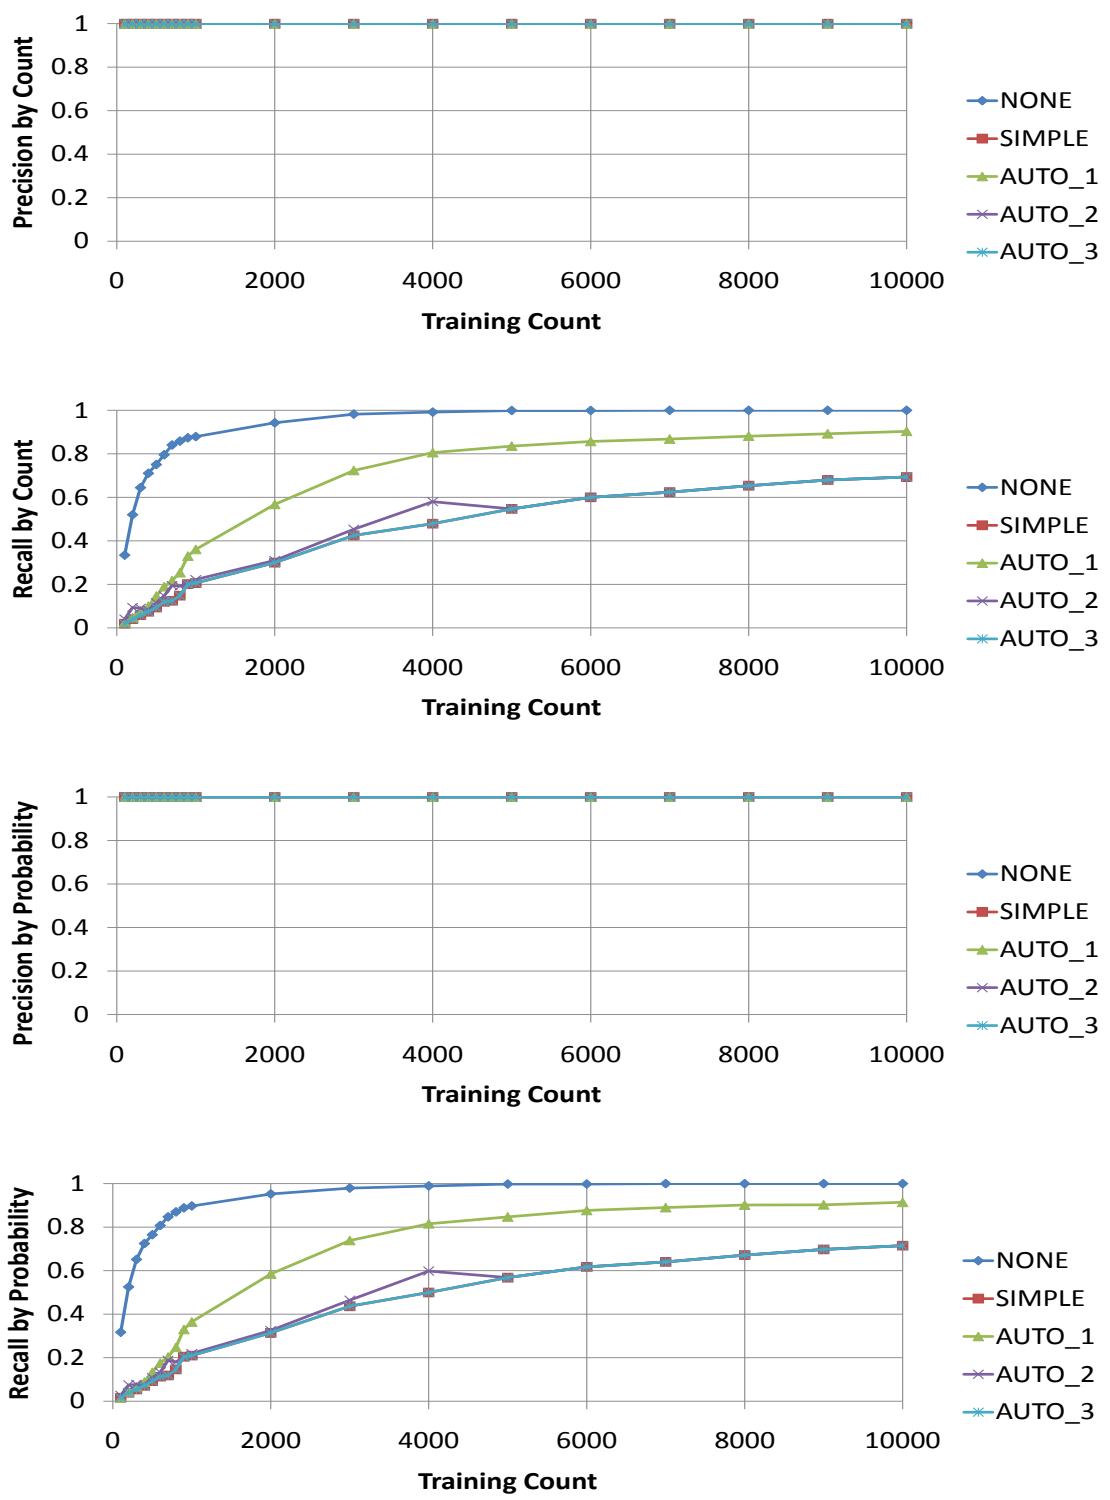 Precision by Count
1
0.8
0.6
0.4
0.2
0
0 2000 4000 6000 8000 10000
Training Count
NONE
SIMPLE
AUTO_1
AUTO_2
AUTO_3
Recall by Count
1
0.8
0.6
0.4
0.2
0
0 2000 4000 6000 8000 10000
Training Count
NONE
SIMPLE
AUTO_1
AUTO_2
AUTO_3
Precision by Probability
1
0.8
0.6
0.4
0.2
0
0 2000 4000 6000 8000 10000
Training Count
NONE
SIMPLE
AUTO_1
AUTO_2
AUTO_3
Recall by Probability
1
0.8
0.6
0.4
0.2
0
0 2000 4000 6000 8000 10000
Training Count
NONE
SIMPLE
AUTO_1
AUTO_2
AUTO_3